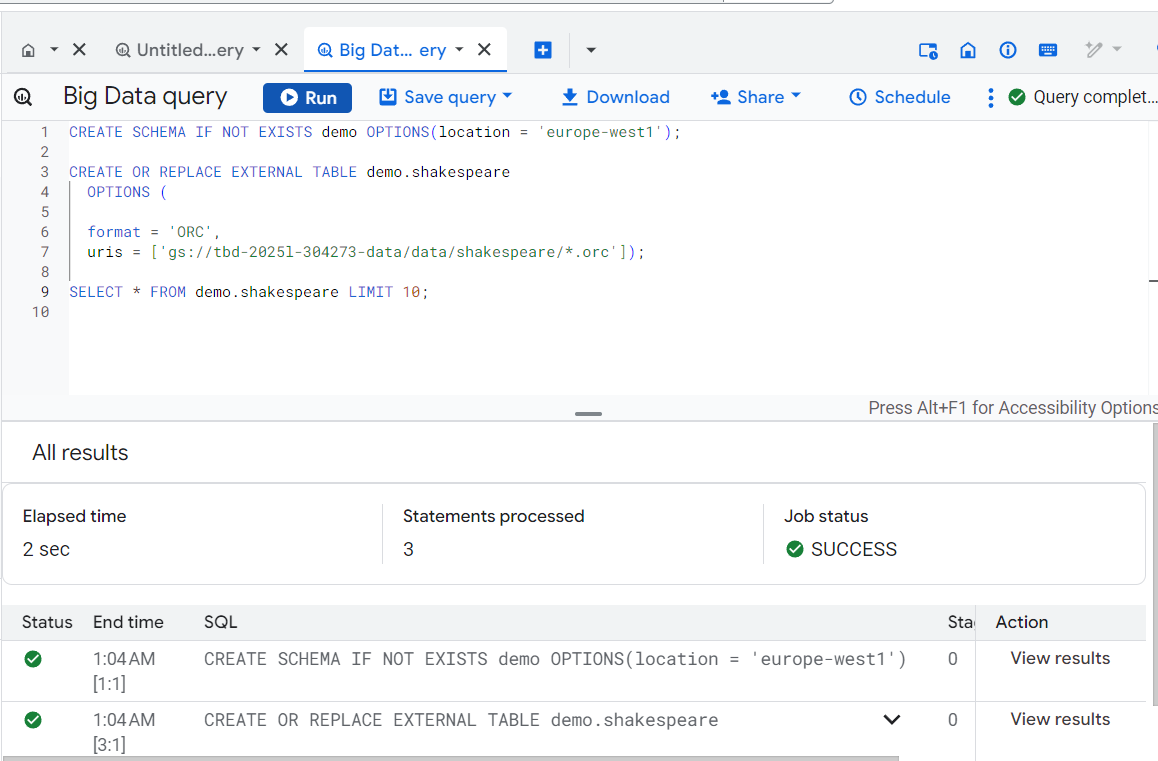 Untitled...ery
Big Dat... ery
Big Data query
Run
Save query
Download
Share
Schedule
Query complet...
1 CREATE SCHEMA IF NOT EXISTS demo OPTIONS(location = 'europe-west1');
2
3 CREATE OR REPLACE EXTERNAL TABLE demo.shakespeare
4 OPTIONS (
5
6 format = 'ORC',
7 uris = ['gs://tbd-2025l-304273-data/data/shakespeare/*.orc']);
8
9 SELECT * FROM demo.shakespeare LIMIT 10;
10
Press Alt+F1 for Accessibility Options
All results
Elapsed time Statements processed Job status
2 sec 3 SUCCESS
Status End time SQL Sta Action
1:04 AM CREATE SCHEMA IF NOT EXISTS demo OPTIONS(location = 'europe-west1') 0 View results
[1:1]
1:04 AM CREATE OR REPLACE EXTERNAL TABLE demo.shakespeare 0 View results
[3:1]